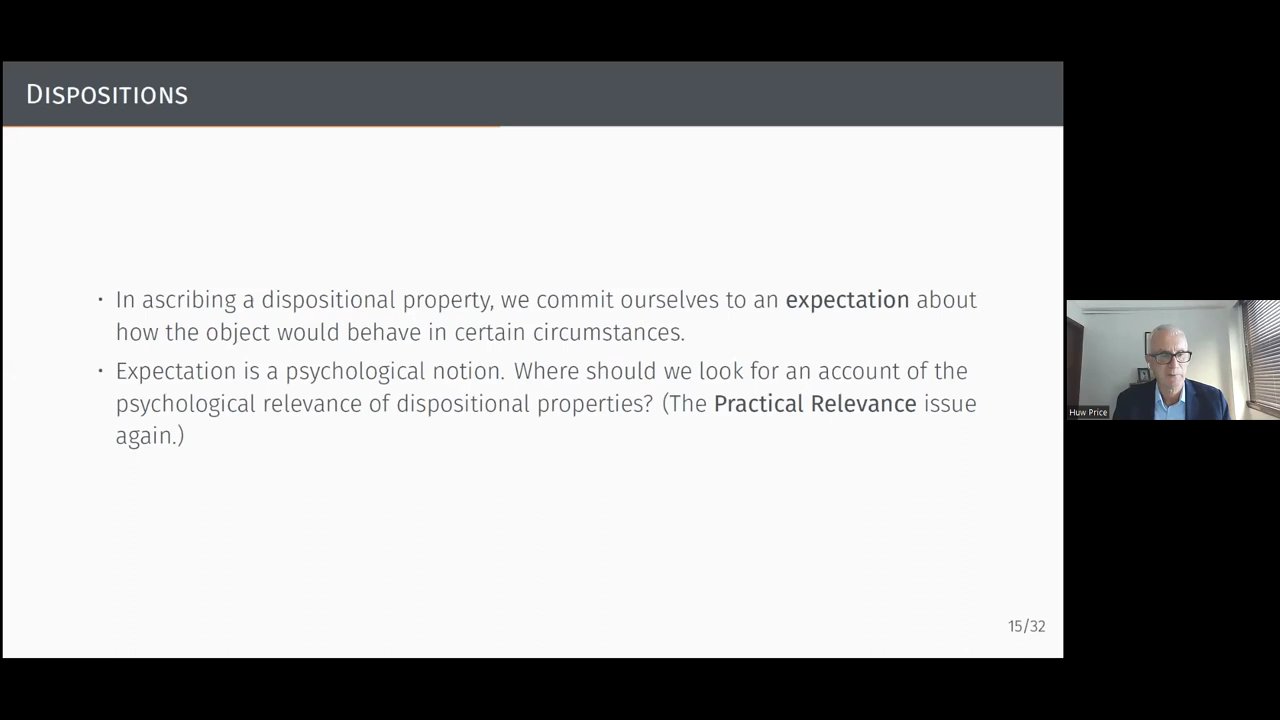 Dispositions
• In ascribing a dispositional property, we commit ourselves to an expectation about
how the object would behave in certain circumstances.
• Expectation is a psychological notion. Where should we look for an account of the
psychological relevance of dispositional properties? (The Practical Relevance issue
again.)
Huw Price
15/32